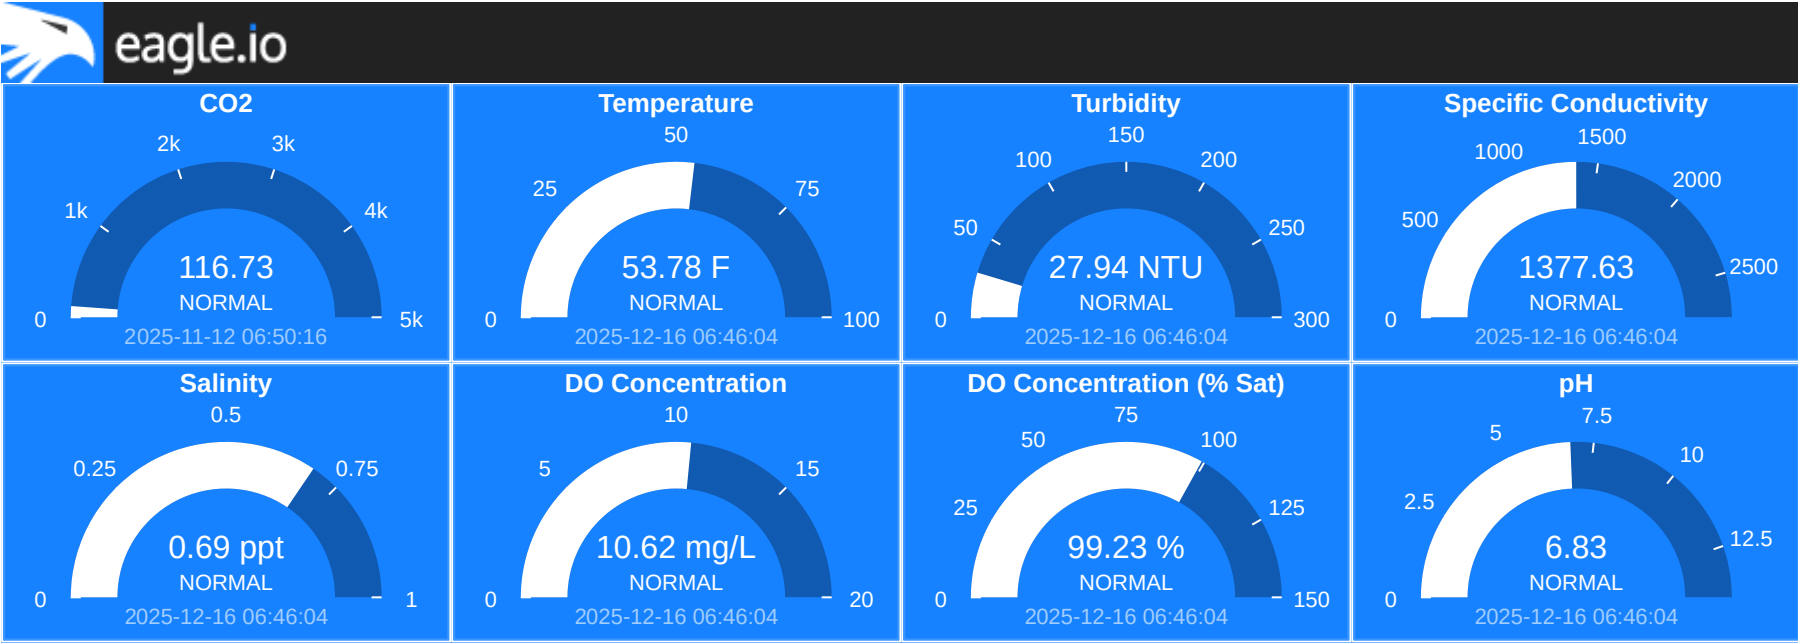 eagle.io
CO2
0
1k
2k
3k
4k
5k
116.73
NORMAL
2025-11-12 06:50:16
Temperature
0
25
50
75
100
53.78 F
NORMAL
2025-12-16 06:46:04
Turbidity
0
50
100
150
200
250
300
27.94 NTU
NORMAL
2025-12-16 06:46:04
Specific Conductivity
0
500
1000
1500
2000
2500
1377.63
NORMAL
2025-12-16 06:46:04
Salinity
0
0.25
0.5
0.75
1
0.69 ppt
NORMAL
2025-12-16 06:46:04
DO Concentration
0
5
10
15
20
10.62 mg/L
NORMAL
2025-12-16 06:46:04
DO Concentration (% Sat)
0
25
50
75
100
125
150
99.23 %
NORMAL
2025-12-16 06:46:04
pH
0
2.5
5
7.5
10
12.5
6.83
NORMAL
2025-12-16 06:46:04